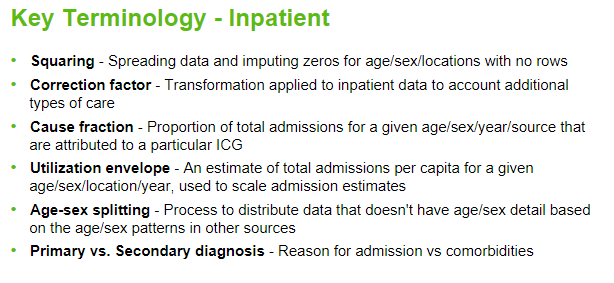 Key Terminology - Inpatient
• Squaring - Spreading data and imputing zeros for age/sex/locations with no rows
• Correction factor - Transformation applied to inpatient data to account additional
types of care
• Cause fraction - Proportion of total admissions for a given age/sex/year/source that
are attributed to a particular ICG
• Utilization envelope - An estimate of total admissions per capita for a given
age/sex/location/year, used to scale admission estimates
• Age-sex splitting - Process to distribute data that doesn't have age/sex detail based
on the age/sex patterns in other sources
• Primary vs. Secondary diagnosis - Reason for admission vs comorbidities